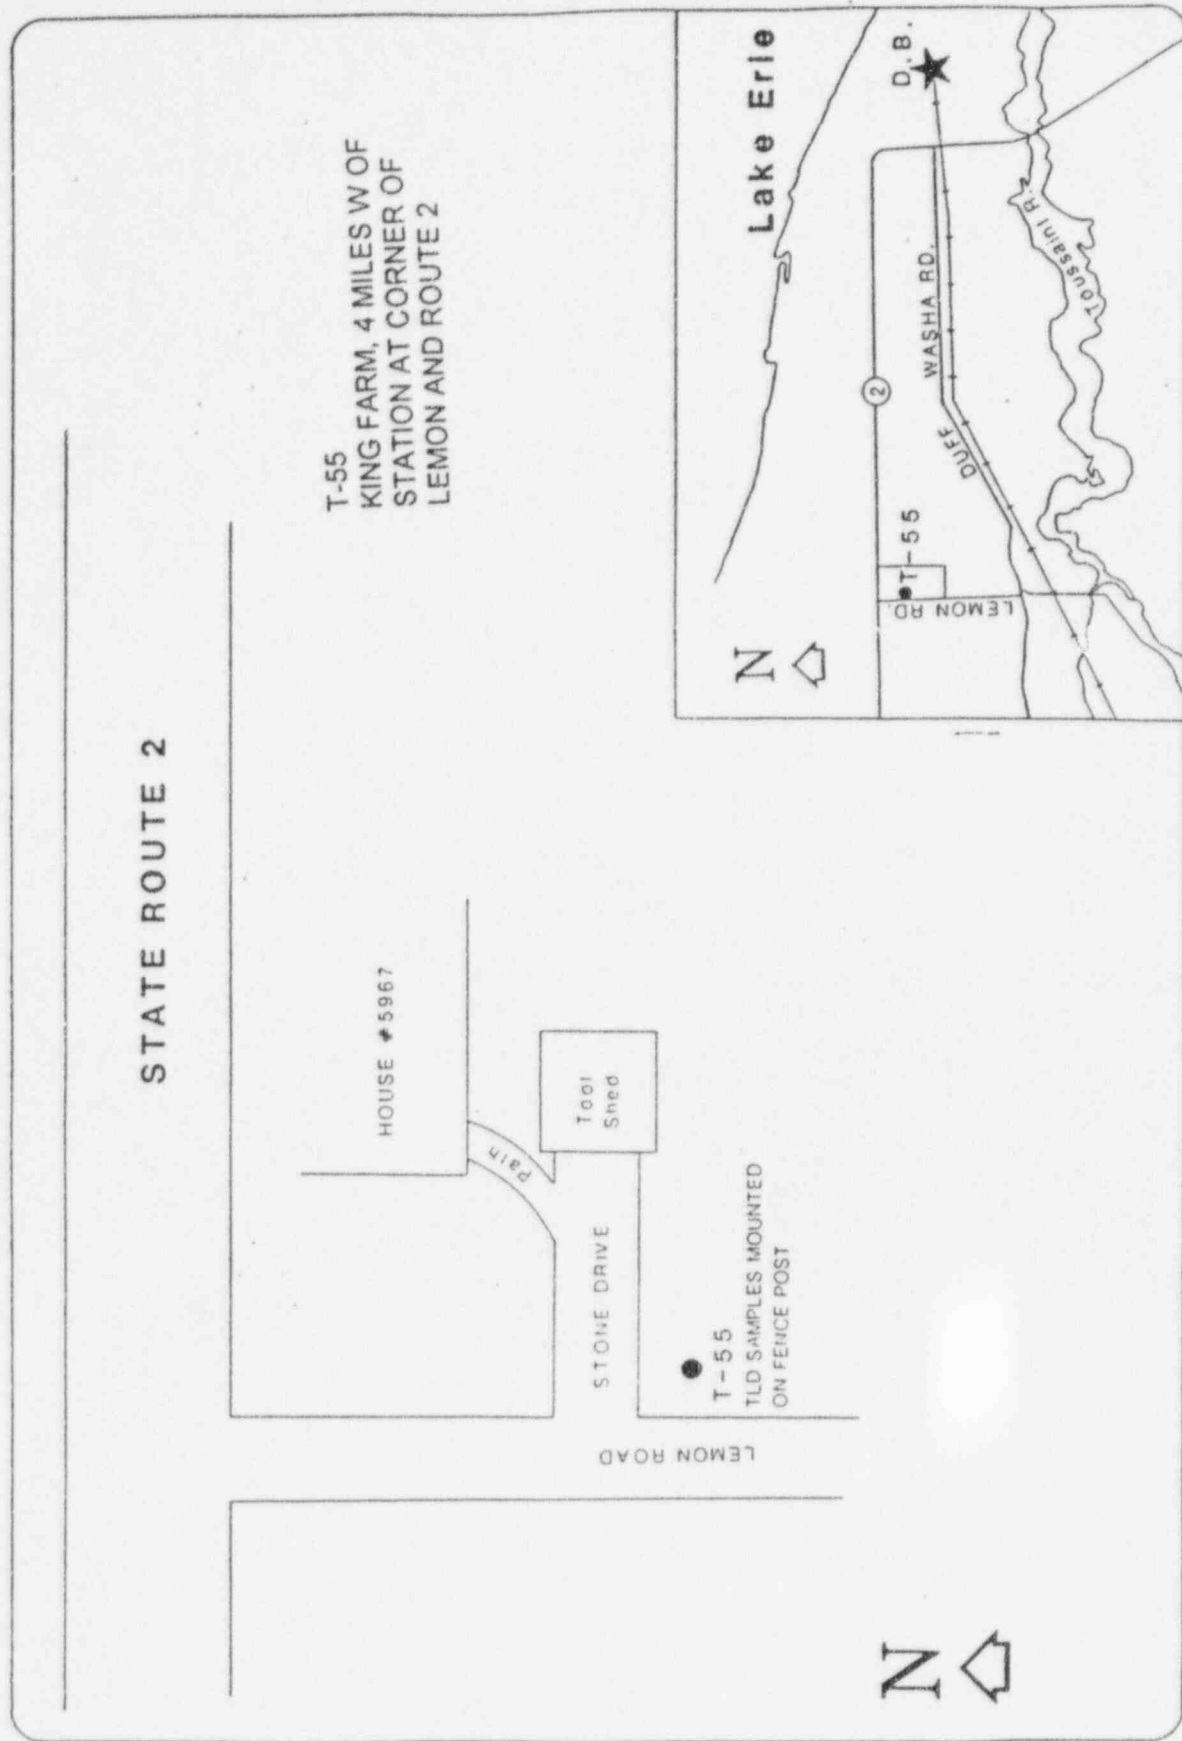 STATE ROUTE 2
T-55
KING FARM, 4 MILES W OF
STATION AT CORNER OF
LEMON AND ROUTE 2
HOUSE #5967
Path
Tool
Shed
STONE DRIVE
T-55
TLD SAMPLES MOUNTED
ON FENCE POST
LEMON ROAD
N
Lake Erie
N
D.B.
2
WASHA RD.
DUFF
T-55
LEMON RD.
Toussaint R.